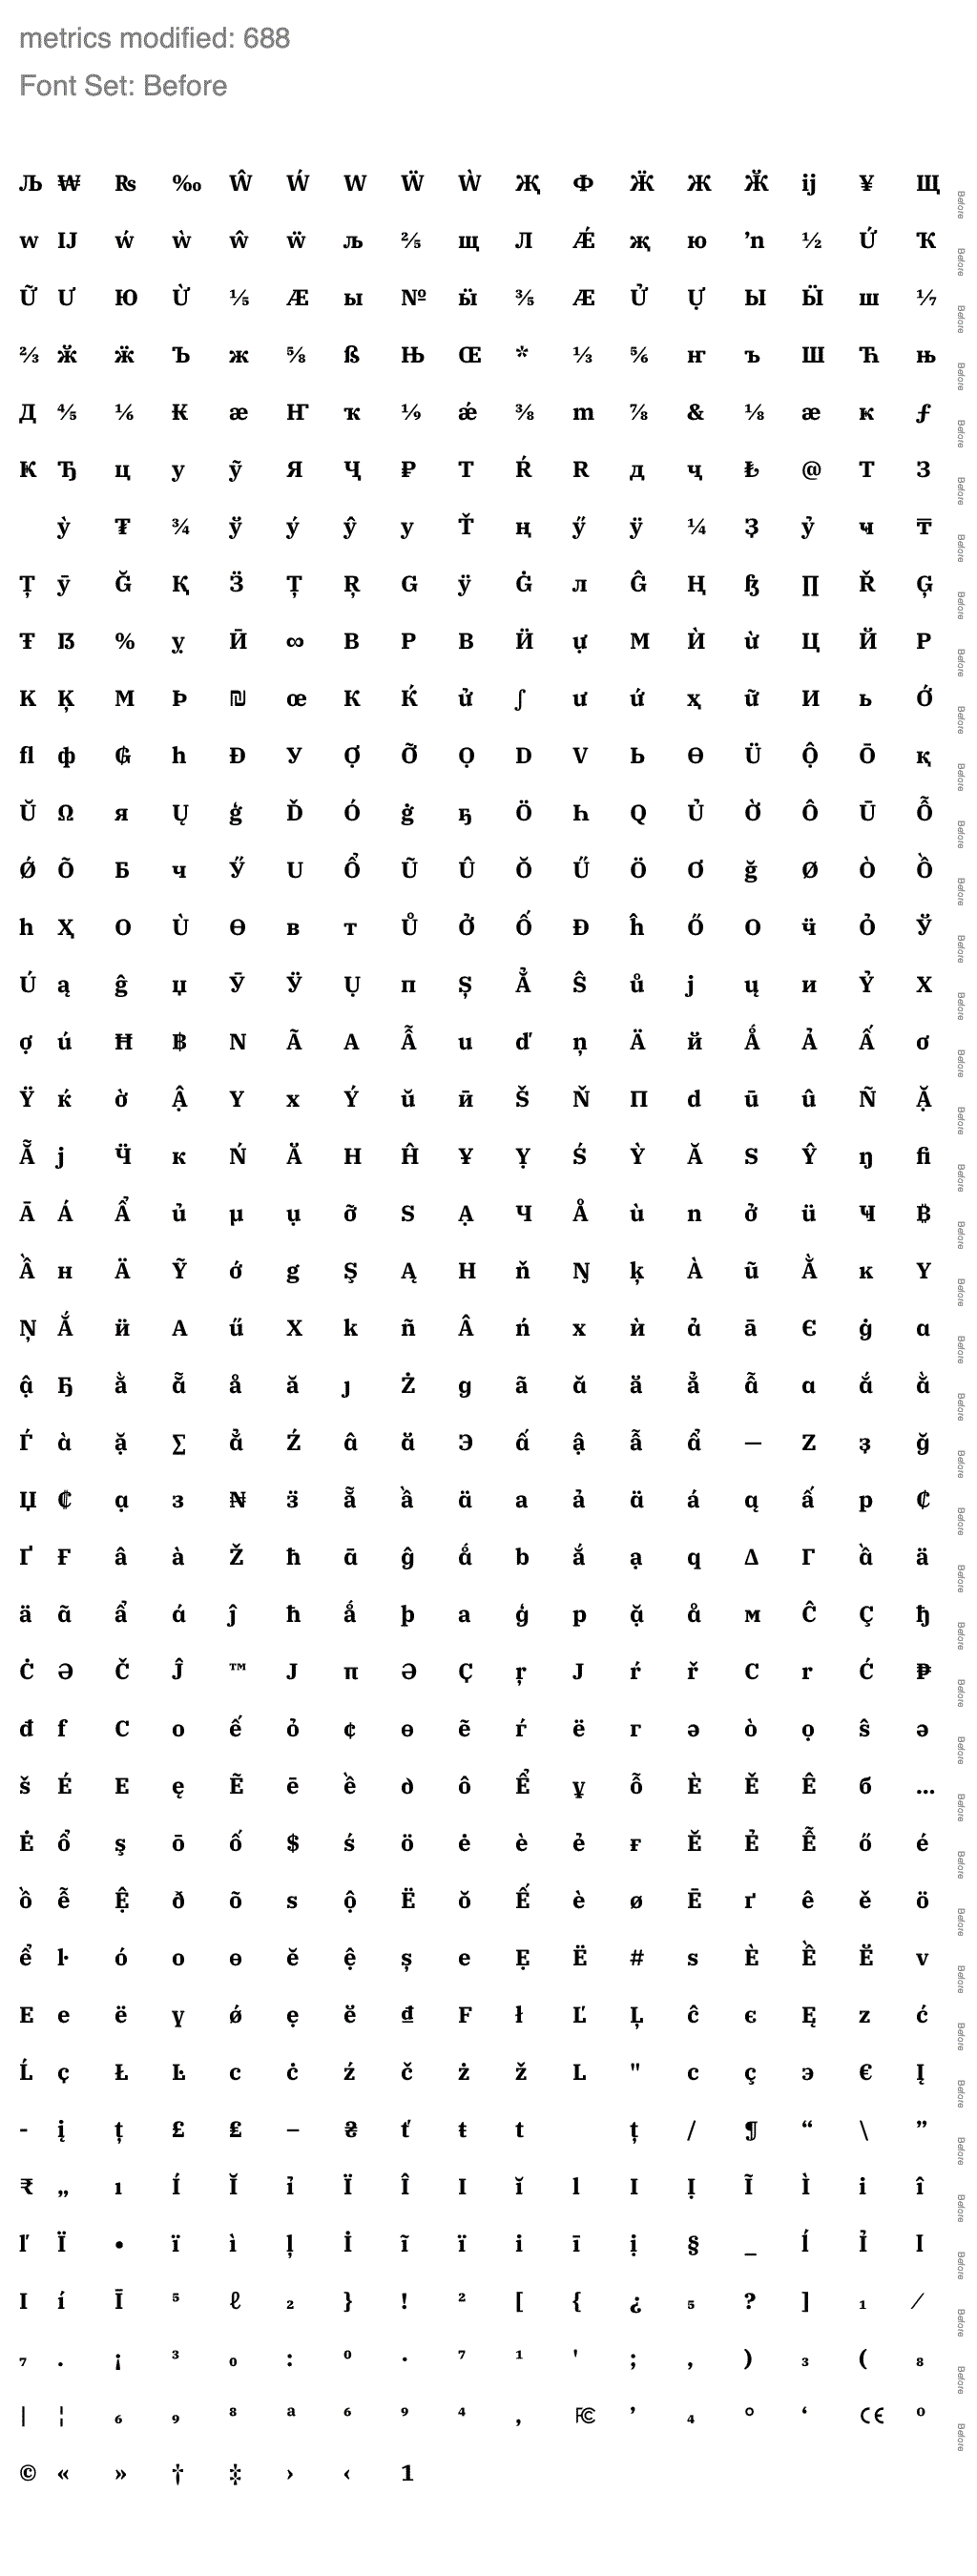 metrics modified: 688
Font Set: Before
Љ ₩ ₨ ‰ Ŵ Ẃ W Ẅ Ẁ Җ Ф Ӝ Ж Ӂ ĳ ¥ Щ Before
w Ĳ ẃ ẁ ŵ ẅ љ ⅖ щ Л Ǽ җ ю ŉ ½ Ứ Ҡ Before
Ữ Ư Ю Ừ ⅕ Æ ы № ӹ ⅗ Ӕ Ử Ự Ы Ӹ ш ⅐ Before
⅔ ӂ ӝ Ъ ж ⅝ ß Њ Œ * ⅓ ⅚ ҥ ъ Ш Ћ њ Before
Д ⅘ ⅙ Ҝ æ Ҥ ҡ ⅑ ǽ ⅜ m ⅞ & ⅛ ӕ ҝ ƒ Before
Ҝ Ђ ц у ỹ Я Ҷ ₽ T Ŕ R д ҷ ₺ @ Т З Before
ỳ ₮ ¾ ў ý ŷ y Ť ң ӳ ӱ ¼ Ҙ ỷ ҹ ₸ Before
Ț ӯ Ğ Қ Ӟ Ţ Ŗ G ÿ Ġ л Ĝ Ң ꜩ ∏ Ř Ģ Before
Ŧ ẞ % ỵ Ӣ ∞ B P В Ӥ ự M Ѝ ừ Ц Й Р Before
K Ķ М Þ ₪ œ К Ќ ử ∫ ư ứ ҳ ữ И ь Ớ Before
ﬂ ф ₲ h Đ У Ợ Ỡ Ọ D V Ь Ө Ü Ộ Ō қ Before
Ŭ Ω я Ų ģ Ď Ó ġ ҕ Ö Һ Q Ủ Ờ Ô Ū Ỗ Before
Ǿ Õ Б ч Ӳ U Ổ Ũ Û Ŏ Ű Ӧ Ơ ğ Ø Ò Ồ Before
һ Ҳ O Ù Ѳ в т Ů Ở Ố Ð ĥ Ő О ӵ Ỏ Ў Before
Ú ą ĝ џ Ӯ Ӱ Ụ п Ș Ẳ Ŝ ů j ų и Ỷ X Before
ợ ú Ħ ฿ N Ã A Ẫ u ď ņ Ä й Ắ Ả Ấ ơ Before
Ÿ ќ ờ Ậ Y x Ý ŭ ӣ Š Ň П d ū û Ñ Ặ Before
Ẵ ј Ӵ к Ń Ӓ H Ĥ ¥ Ỵ Ś Ỳ Ă S Ŷ ŋ ﬁ Before
Ā Á Ẩ ủ µ ụ ỡ Ѕ Ạ Ч Å ù n ở ü Ҹ ₿ Before
Ầ н Ä Ỹ ớ g Ş Ą Н ň Ŋ ķ À ũ Ằ ĸ Ү Before
Ņ Ắ ӥ А ű Х k ñ Â ń х ѝ ɑ́ ā Є ġ ɑ Before
ậ Ҕ ằ ẵ å ă ȷ Ż ɡ ã ӑ ä ẳ ẫ ɑ ắ ằ Before
Ѓ à ặ ∑ ẳ Ź â ӓ Э ấ ậ ẫ ẩ — Z ҙ ğ Before
Џ ₵ ạ з ₦ ӟ ẵ ầ ӓ a ả ä á ą ấ p ₵ Before
Ґ Ғ â à Ž ħ ā ĝ ắ b ắ ạ q ∆ Г ầ ä Before
ӓ ã ẩ á ĵ ћ ắ þ а ģ р ặ å м Ĉ Ç ђ Before
Ċ Ә Č Ĵ ™ J п Ə Ҫ ŗ Ј ŕ ř C r Ć ₱ Before
đ f С о ế ỏ ¢ ѳ ẽ ѓ ё г ə ò ọ ŝ ә Before
š É E ę Ẽ ē ề ꝺ ô Ể ұ ỗ È Ě Ê б … Before
Ė ổ ş ō ố $ ś ö ė è ẻ ғ Ĕ Ẻ Ễ ő é Before
ồ ễ Ệ ð õ s ộ Ë ŏ Ế ѐ ø Ē ґ ê ě ӧ Before
ể ŀ ó o ө ĕ ệ ș e Ẹ Ё # ѕ Ѐ Ề Ӗ v Before
Е е ë ү ǿ ẹ ӗ ₫ F ł Ľ Ļ ĉ є Ę z ć Before
Ĺ ҫ Ł Ŀ c ċ ź č ż ž L " с ç э € Į Before
- į ț £ ₤ – ₴ ť ŧ t ţ / ¶ “ \ ” Before
₹ „ ı Í Ĭ ỉ Ï Î I ĭ l І Ị Ĩ Ì i î Before
ľ Ї • ї ì ļ İ ĩ ï і ī ị § _ ĺ Ỉ Ӏ Before
I í Ī ⁵ ℓ ₂ } ! ² [ { ¿ ₅ ? ] ₁ ⁄ Before
₇ . ¡ ³ ₀ : ⁰ · ⁷ ¹ ' ; , ) ₃ ( ₈ Before
| ¦ ₆ ₉ ⁸ ª ⁶ ⁹ ⁴ ‚ FC ’ ₄ ° ‘ CE º Before
© « » † ‡ › ‹ 1